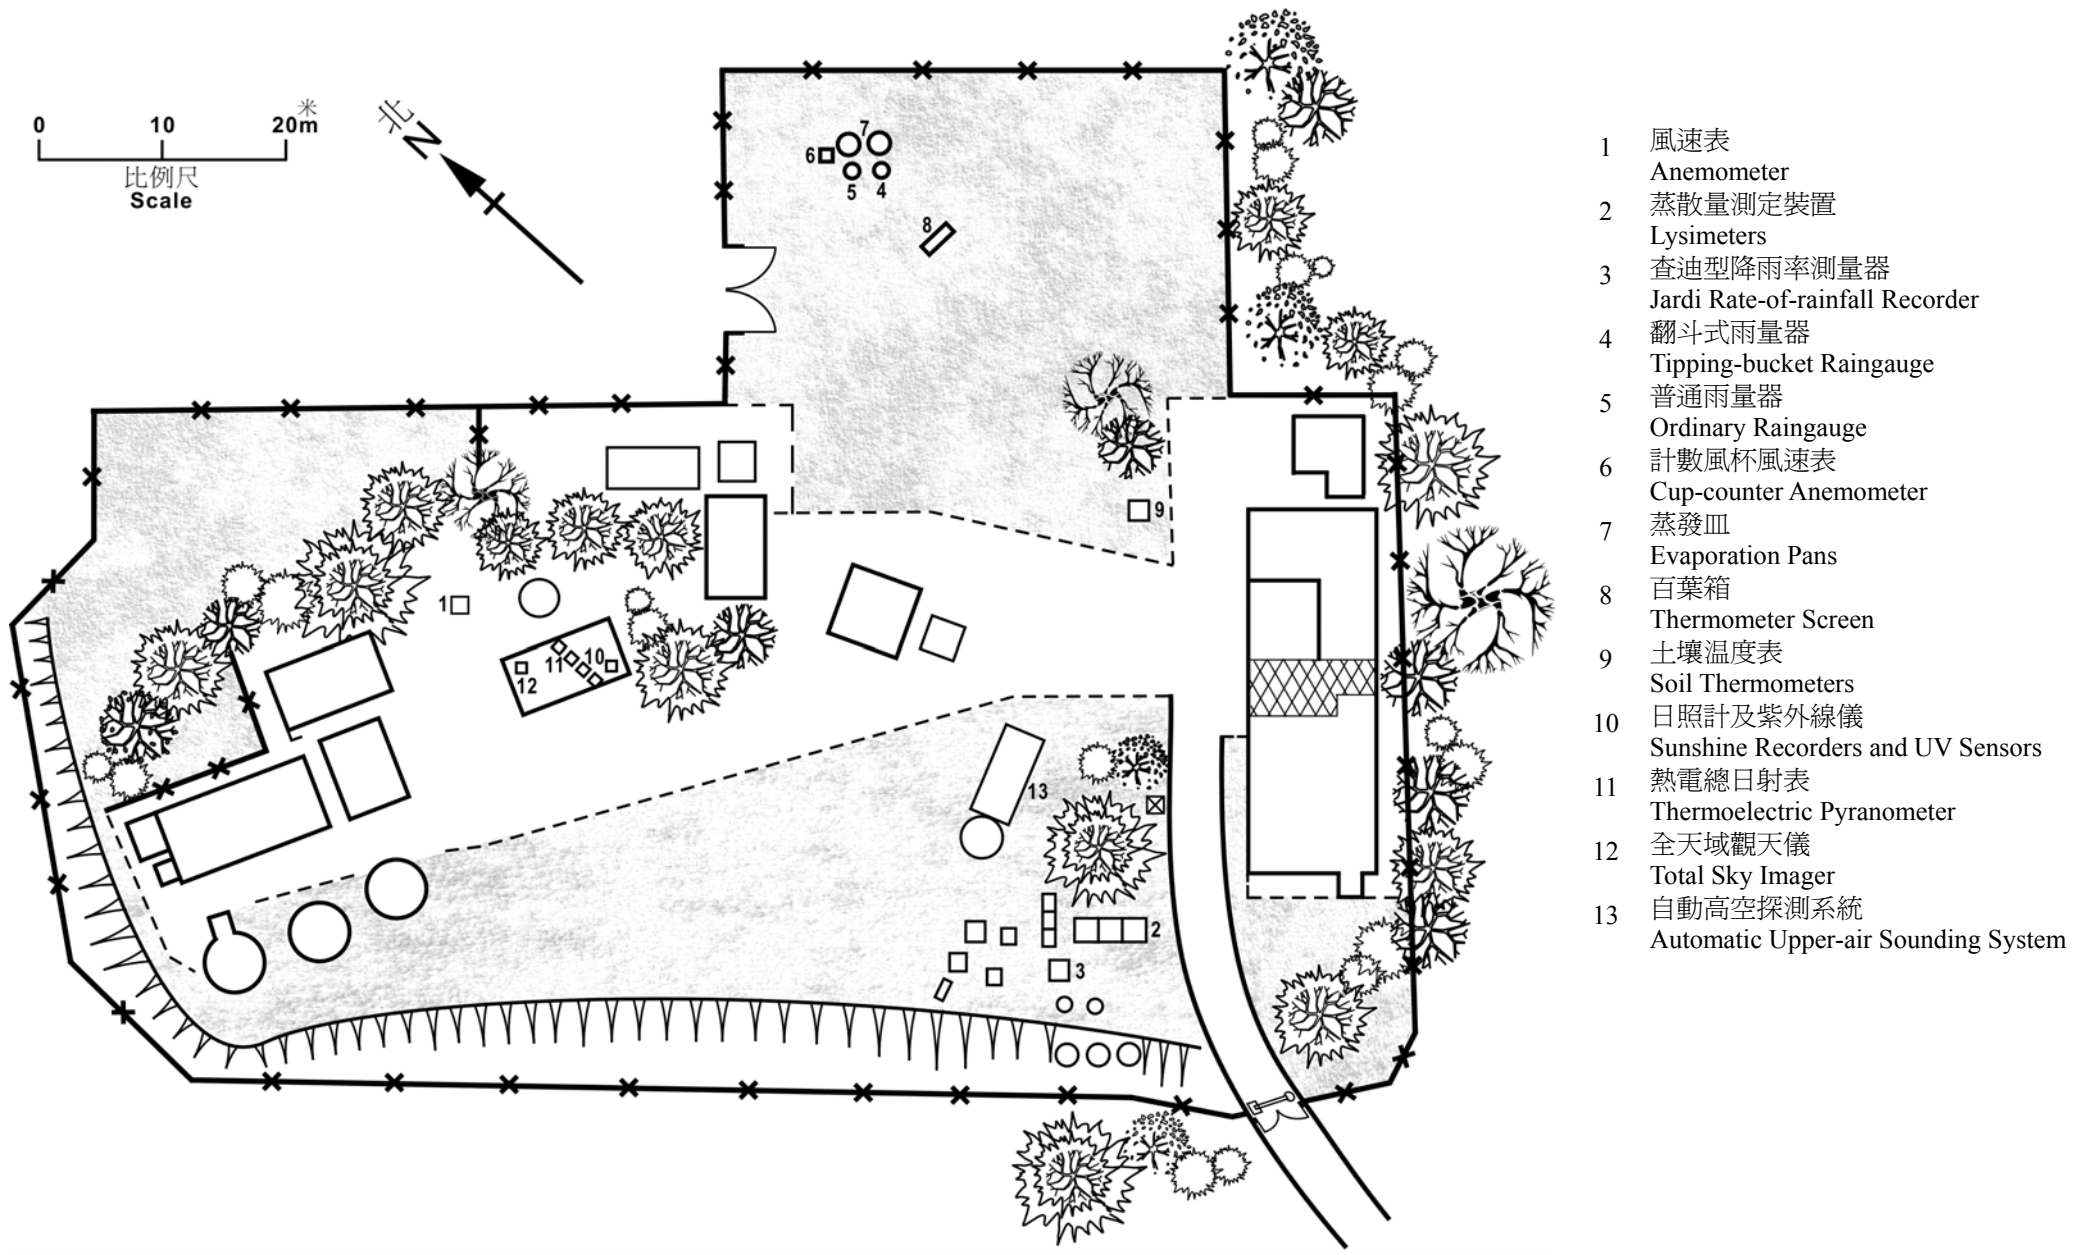 米
0 10 20m
比例尺
Scale
北
N
7
6
5 4
8
9
1
11 10
12
13
2
3
1 風速表
Anemometer
2 蒸散量測定裝置
Lysimeters
3 查迪型降雨率測量器
Jardi Rate-of-rainfall Recorder
4 翻斗式雨量器
Tipping-bucket Raingauge
5 普通雨量器
Ordinary Raingauge
6 計數風杯風速表
Cup-counter Anemometer
7 蒸發皿
Evaporation Pans
8 百葉箱
Thermometer Screen
9 土壤温度表
Soil Thermometers
10 日照計及紫外線儀
Sunshine Recorders and UV Sensors
11 熱電總日射表
Thermoelectric Pyranometer
12 全天域觀天儀
Total Sky Imager
13 自動高空探測系統
Automatic Upper-air Sounding System